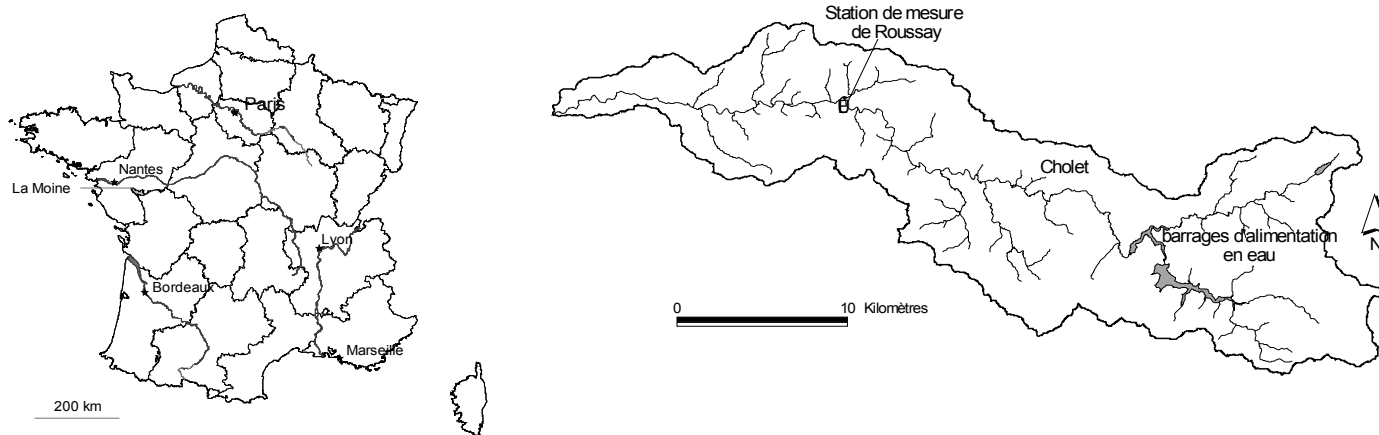 Paris
Nantes
La Moine
Lyon
Bordeaux
Marseille
200 km
Station de mesure
de Roussay
Cholet
barrages d'alimentation
en eau
N
0 10 Kilomètres